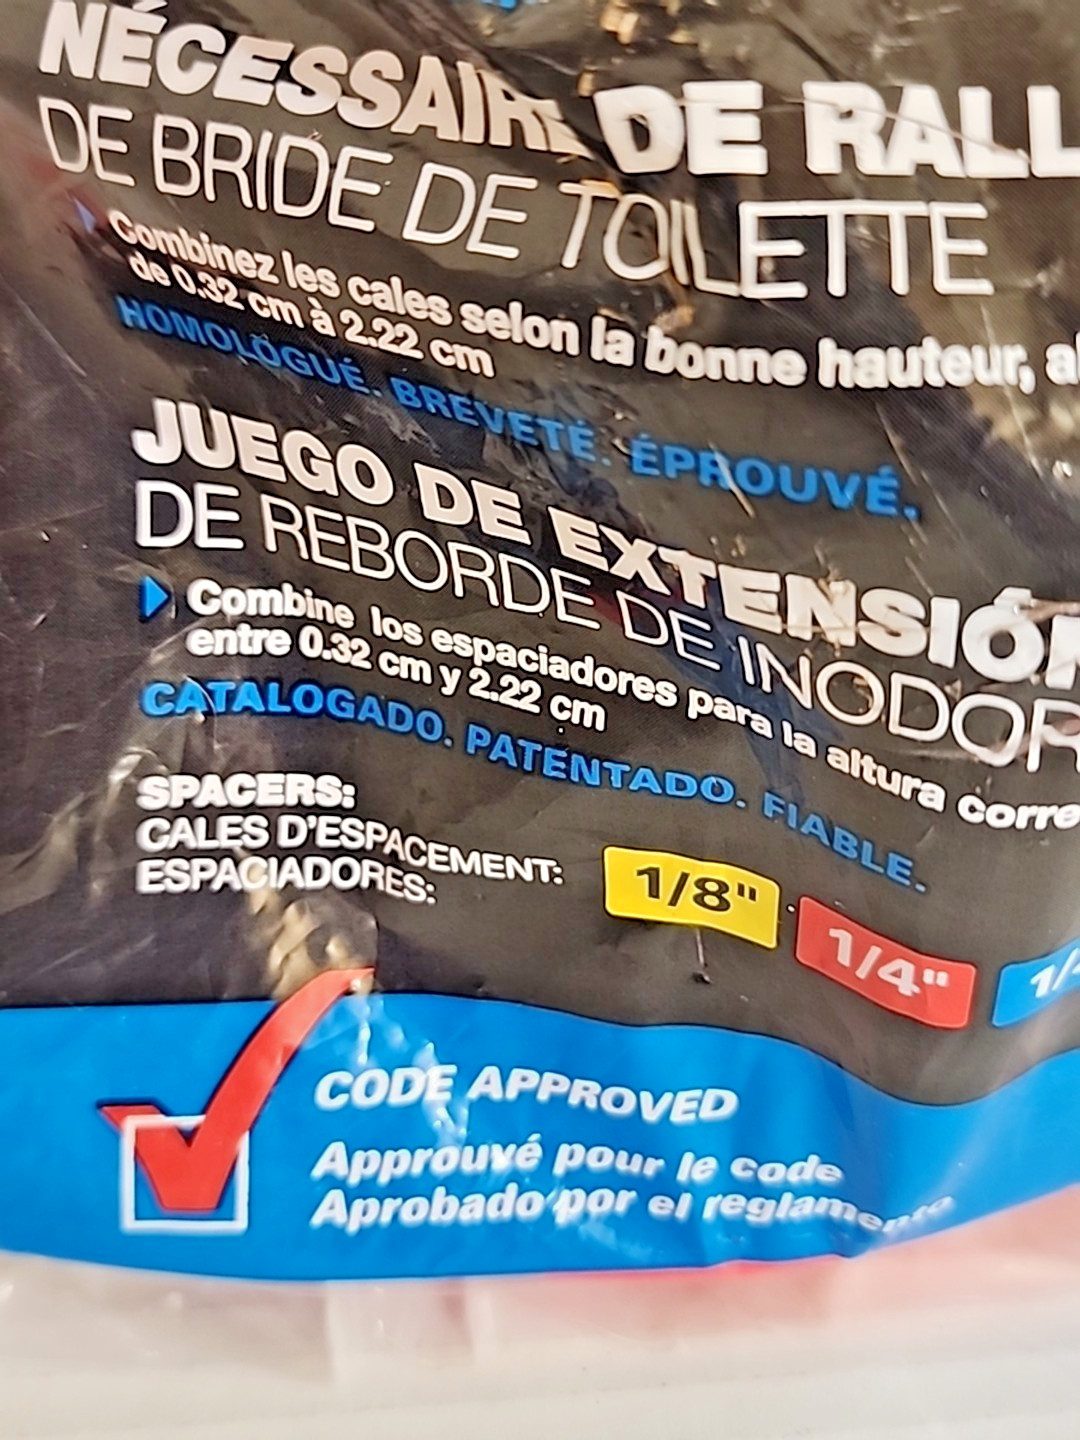 NÉCESSAIRE DE RALL
DE BRIDE DE TOILETTE
Combinez les cales selon la bonne hauteur, al
de 0.32 cm à 2.22 cm
HOMOLOGUÉ. BREVETÉ. ÉPROUVÉ.
JUEGO DE EXTENSIÓN
DE REBORDE DE INODOR
Combine los espaciadores para la altura corre
entre 0.32 cm y 2.22 cm
CATALOGADO. PATENTADO. FIABLE.
SPACERS:
CALES D'ESPACEMENT:
ESPACIADORES:
1/8" 1/4"
CODE APPROVED
Approuvé pour le code
Aprobado por el reglamento